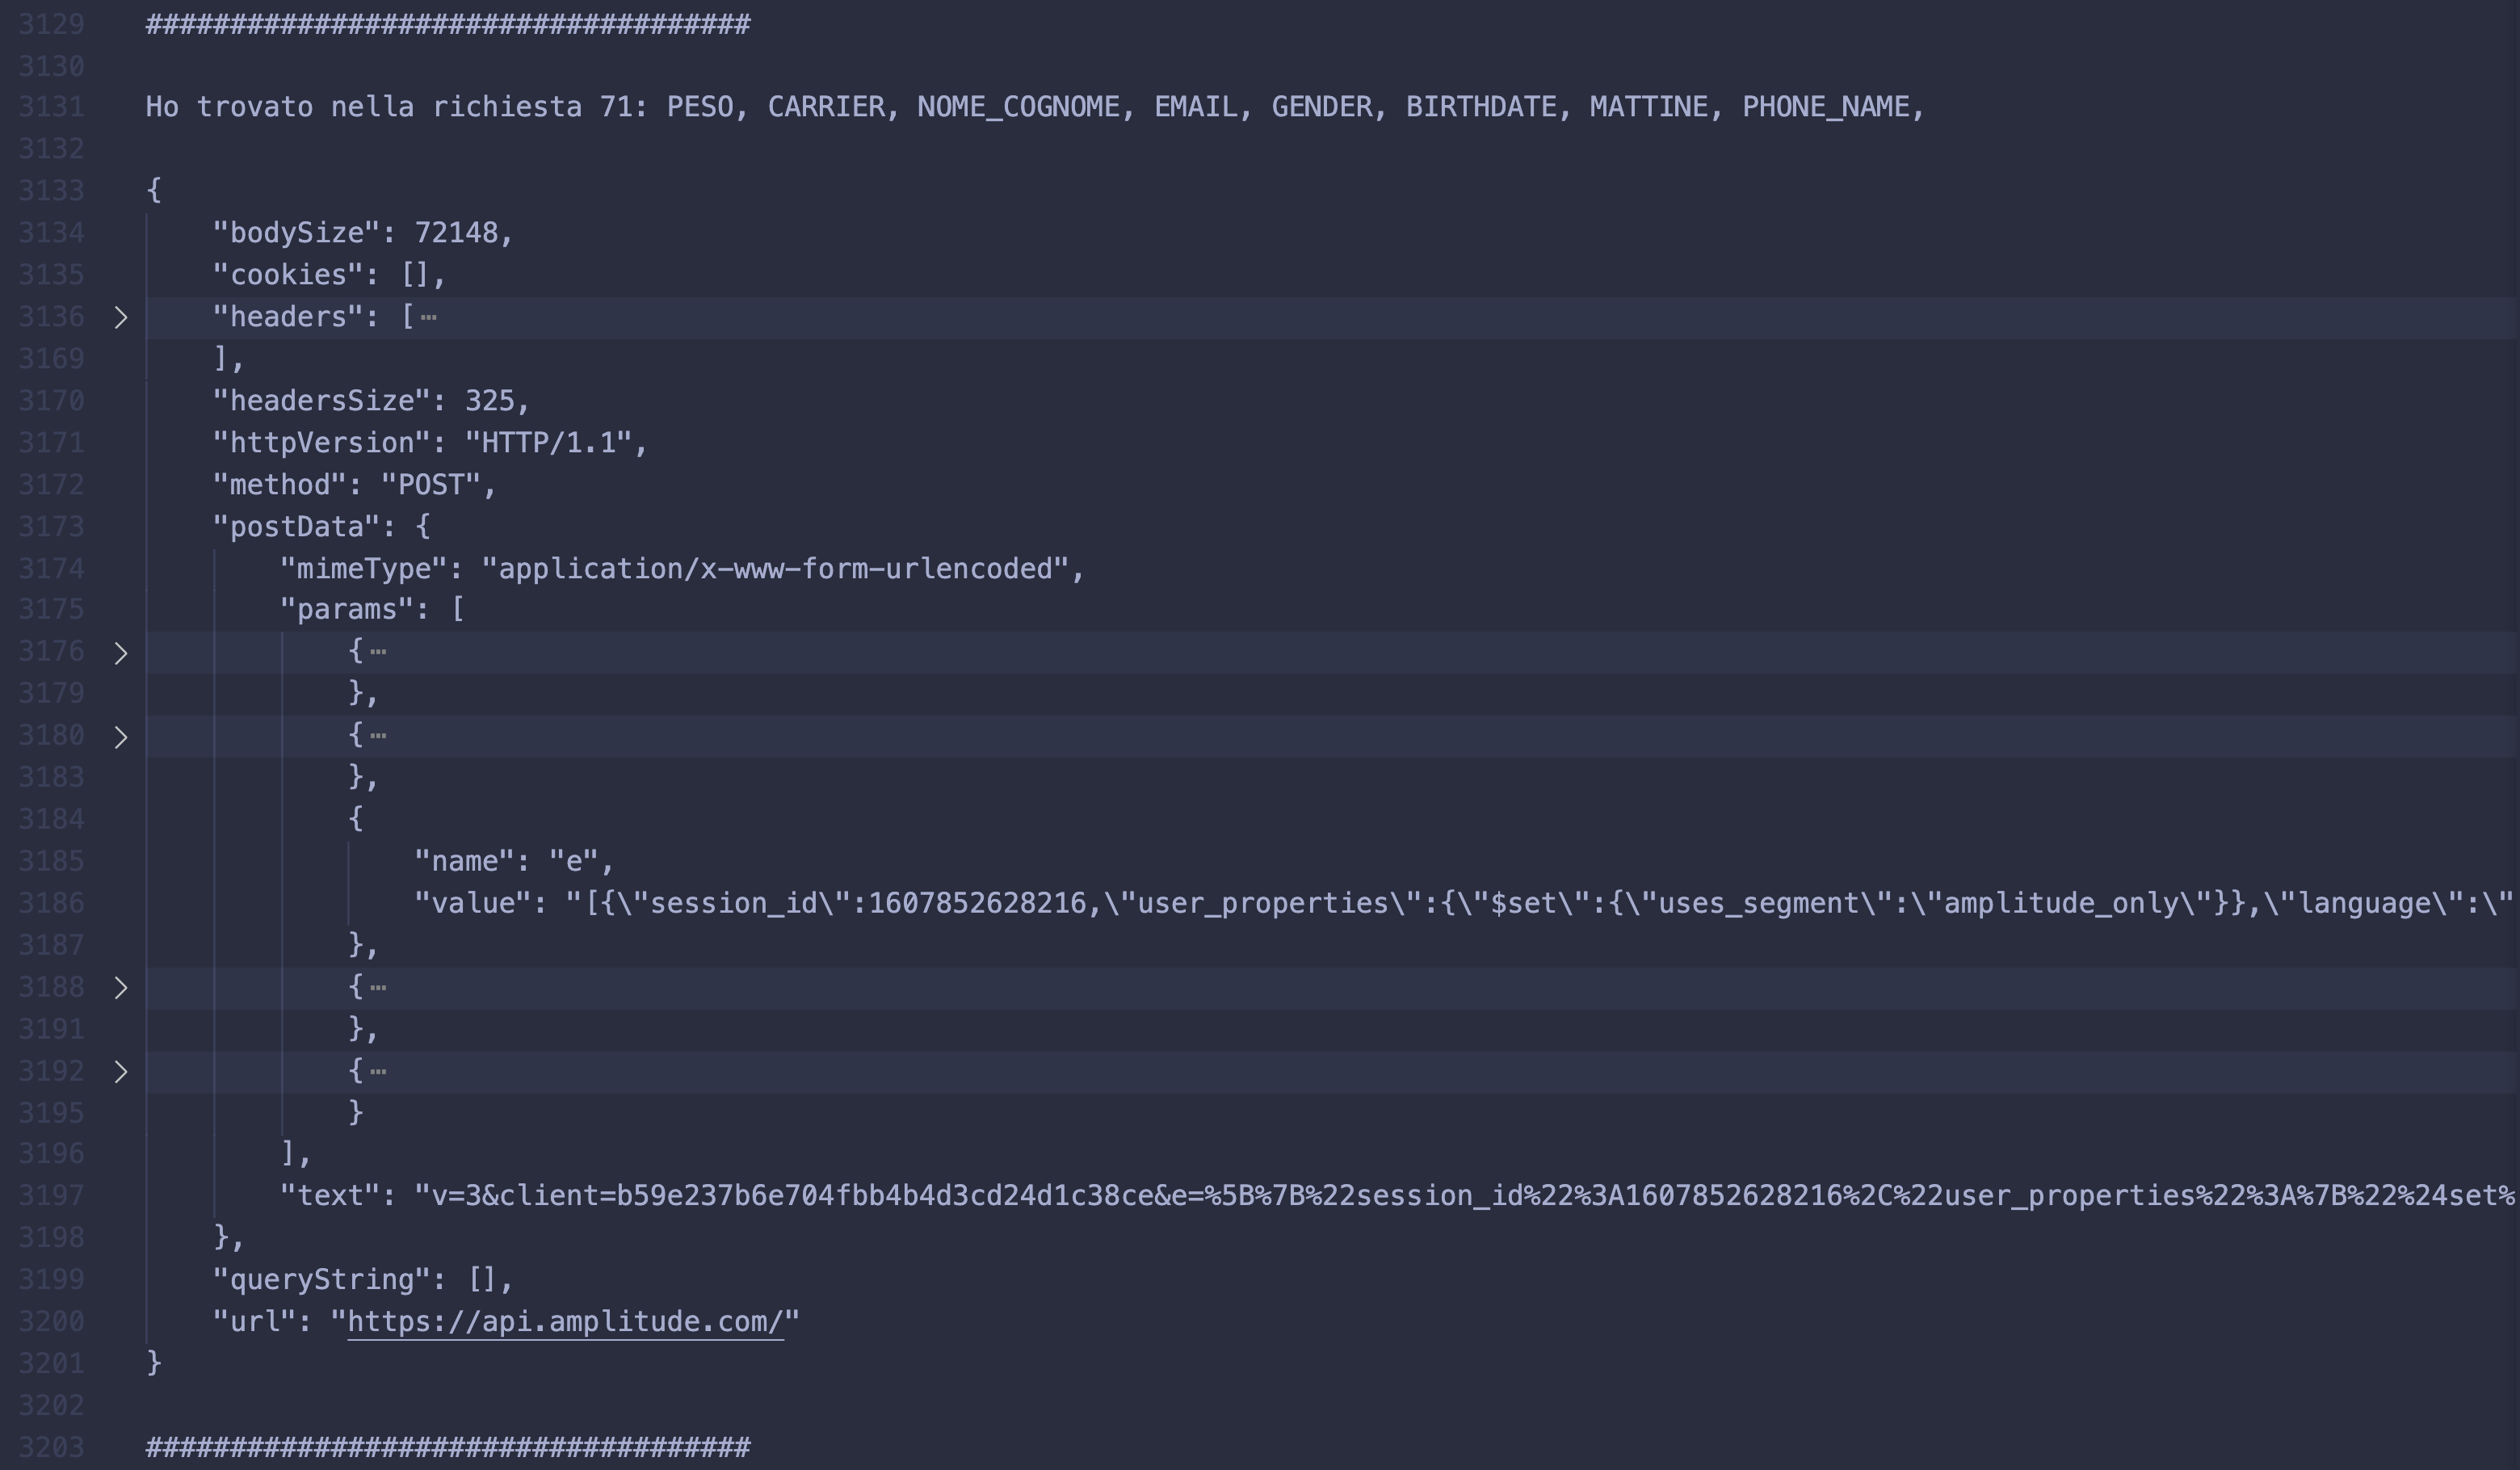 3129 ####################################
3130
3131 Ho trovato nella richiesta 71: PESO, CARRIER, NOME_COGNOME, EMAIL, GENDER, BIRTHDATE, MATTINE, PHONE_NAME,
3132
3133 {
3134 "bodySize": 72148,
3135 "cookies": [],
3136 > "headers": [⋯
3169 ],
3170 "headersSize": 325,
3171 "httpVersion": "HTTP/1.1",
3172 "method": "POST",
3173 "postData": {
3174 "mimeType": "application/x-www-form-urlencoded",
3175 "params": [
3176 > {⋯
3179 },
3180 > {⋯
3183 },
3184 {
3185 "name": "e",
3186 "value": "[{\"session_id\":1607852628216,\"user_properties\":{\"$set\":{\"uses_segment\":\"amplitude_only\"}},\"language\":\"
3187 },
3188 > {⋯
3191 },
3192 > {⋯
3195 }
3196 ],
3197 "text": "v=3&client=b59e237b6e704fbb4b4d3cd24d1c38ce&e=%5B%7B%22session_id%22%3A1607852628216%2C%22user_properties%22%3A%7B%22%24set%
3198 },
3199 "queryString": [],
3200 "url": "https://api.amplitude.com/"
3201 }
3202
3203 ####################################